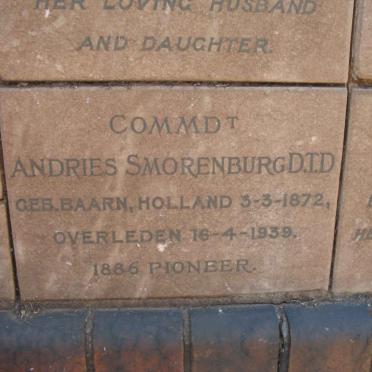 HER LOVING HUSBAND
AND DAUGHTER.
COMMDT
ANDRIES SMORENBURG D.T.D
GEB. BAARN, HOLLAND 3-3-1872,
OVERLEDEN 16-4-1939.
1886 PIONEER.